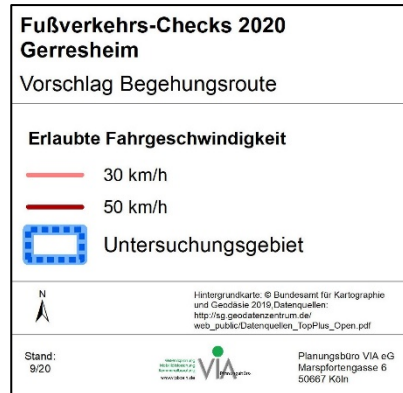 Fußverkehrs-Checks 2020
Gerresheim
Vorschlag Begehungsroute
Erlaubte Fahrgeschwindigkeit
30 km/h
50 km/h
Untersuchungsgebiet
N
Hintergrundkarte: © Bundesamt für Kartographie
und Geodäsie 2019,Datenquellen:
http://sg.geodatenzentrum.de/
web_public/Datenquellen_TopPlus_Open.pdf
Stand:
9/20
VIA
Planungsbüro VIA eG
Marspfortengasse 6
50667 Köln